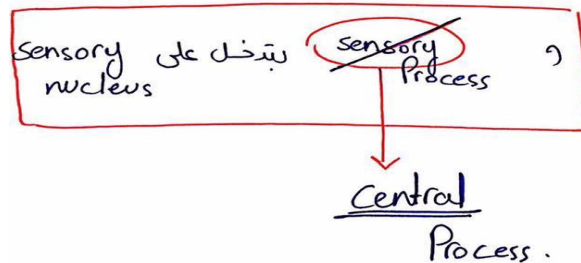 و sensory بتدخل على sensory
Process nucleus
Central
Process.